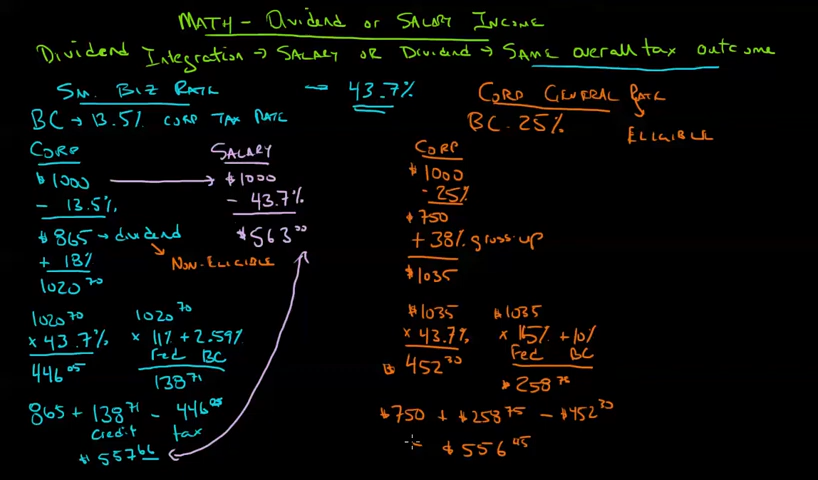 MATH - Dividend or SALARY INCOME
Dividend Integration → SALARY OR Dividend → SAME overall tax outcome
SM. BIZ RATE → 43.7%
BC → 13.5% CORP TAX RATE
CORP SALARY
$1000 → $1000
- 13.5% - 43.7%
$865 → dividend $563 00
NON-ELIGIBLE
+ 18%
1020 70
1020 70 1020 70
× 43.7% × 11% + 2.59%
Fed BC
446 05 138 71
865 + 138 71 - 446 05
credit tax
$557 66
CORP GENERAL RATE
BC. 25%
ELIGIBLE
CORP
$1000
- 25%
$750
+ 38% gross-up
$1035
$1035 $1035
× 43.7% × 15% + 10%
Fed BC
452 30 $258 75
$750 + $258 75 - $452 30
= $556 45